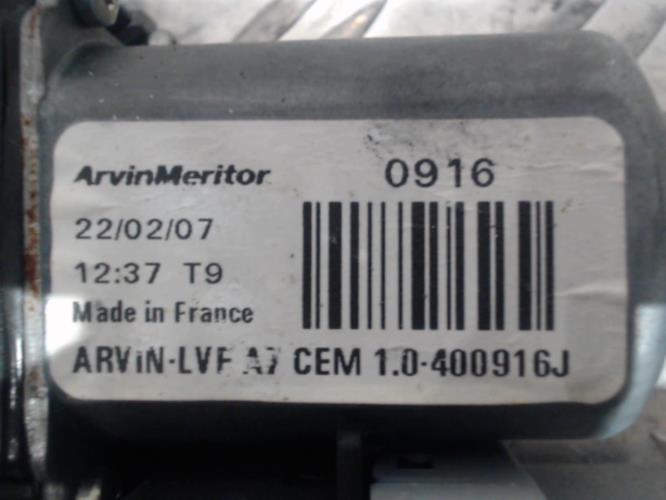 ArvinMeritor 0916
22/02/07
12:37 T9
Made in France
ARViN-LVF A7 CEM 1.0-400916J